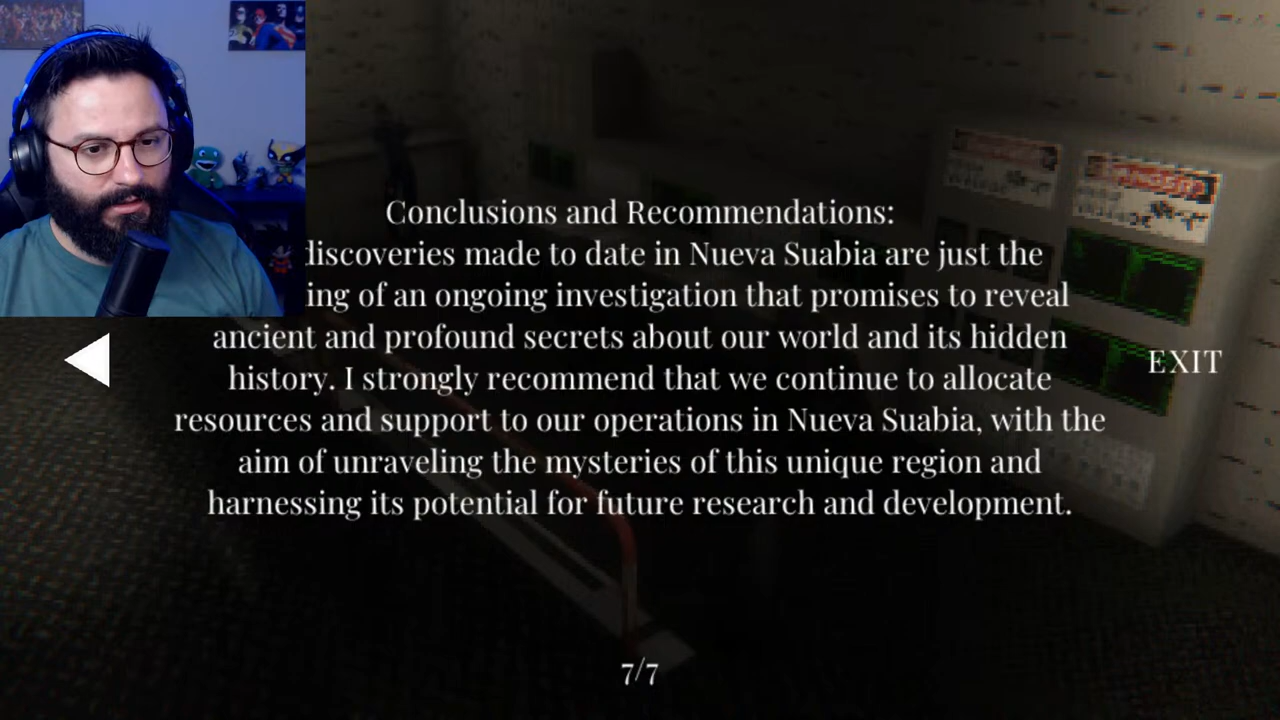 Conclusions and Recommendations:
discoveries made to date in Nueva Suabia are just the
ing of an ongoing investigation that promises to reveal
ancient and profound secrets about our world and its hidden
history. I strongly recommend that we continue to allocate
EXIT
resources and support to our operations in Nueva Suabia, with the
aim of unraveling the mysteries of this unique region and
harnessing its potential for future research and development.
7/7